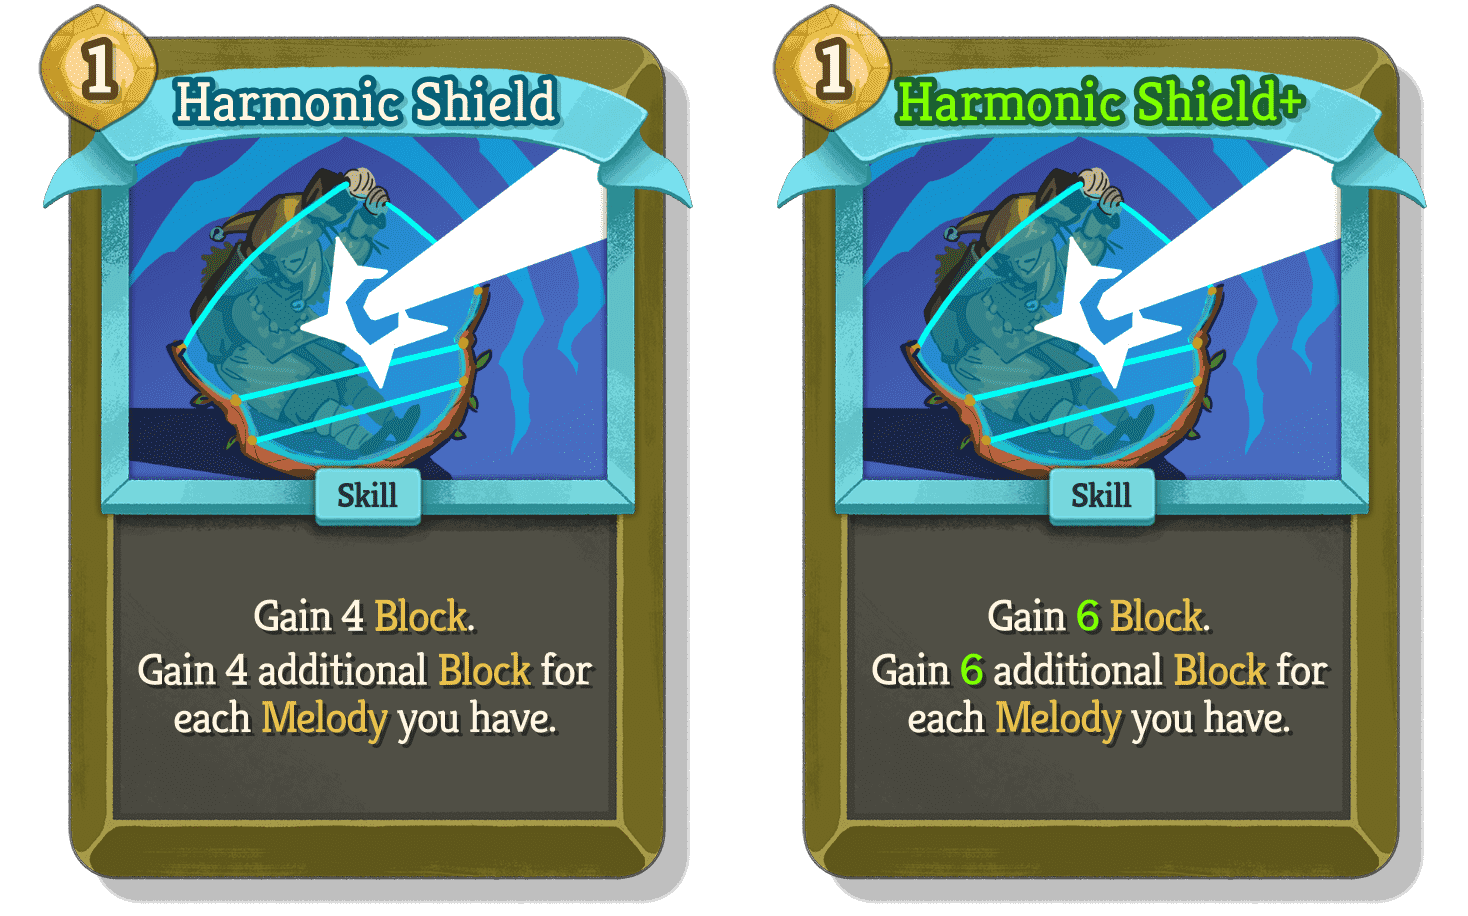 1
Harmonic Shield
Skill
Gain 4 Block.
Gain 4 additional Block for
each Melody you have.
1
Harmonic Shield+
Skill
Gain 6 Block.
Gain 6 additional Block for
each Melody you have.